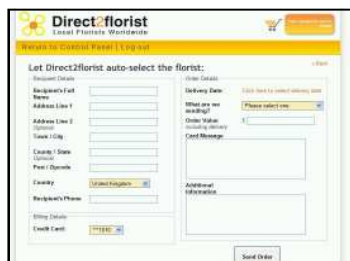 Direct2florist
Local Florists Worldwide
Return to Control Panel | Log out
Let Direct2florist auto-select the florist:
« Back
Recipient Details
Recipient's Full
Name
Address Line 1
Address Line 2
Optional
Town / City
County / State
Optional
Post / Zipcode
Country
United Kingdom
Recipient's Phone
Billing Details
Credit Card:
Order Details
Delivery Date
Click here to select delivery date
What are we
sending?
Please select one
Order Value
including delivery
Card Message
Additional
Information
Send Order